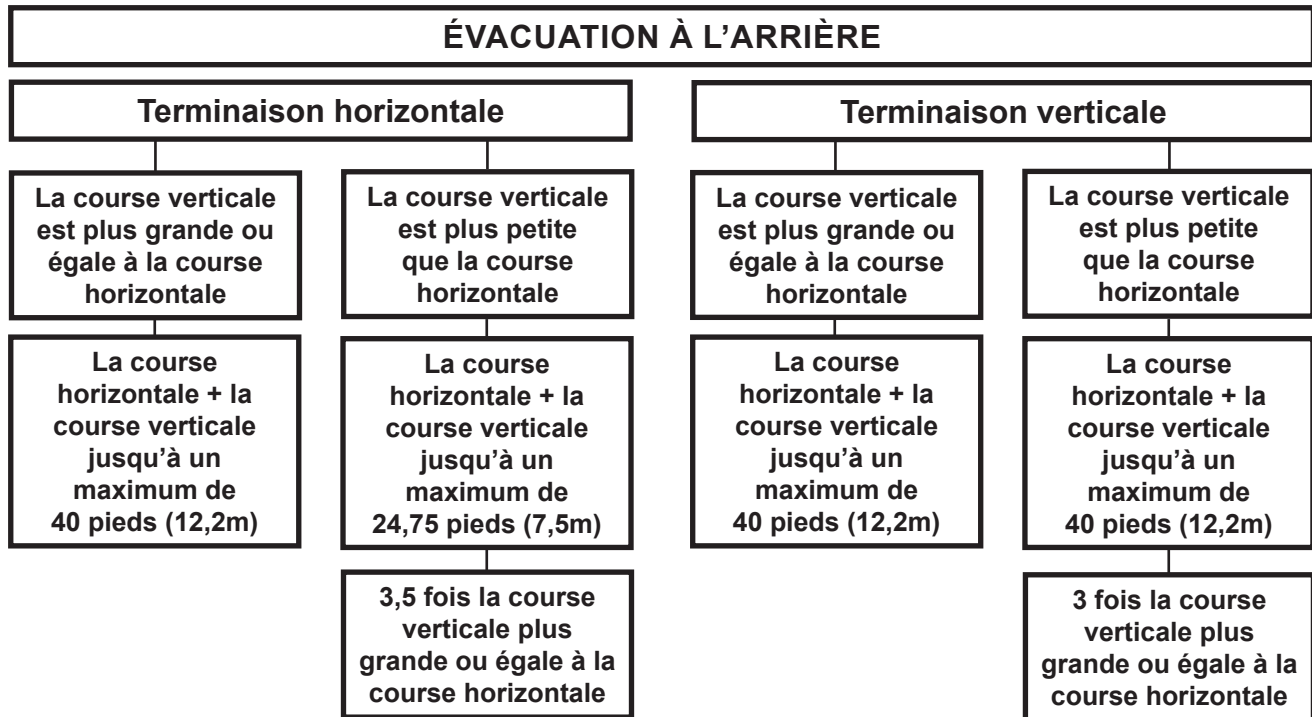 ÉVACUATION À L’ARRIÈRE
Terminaison horizontale
La course verticale
est plus grande ou
égale à la course
horizontale
La course
horizontale + la
course verticale
jusqu’à un
maximum de
40 pieds (12,2m)
La course verticale
est plus petite
que la course
horizontale
La course
horizontale + la
course verticale
jusqu’à un
maximum de
24,75 pieds (7,5m)
3,5 fois la course
verticale plus
grande ou égale à la
course horizontale
Terminaison verticale
La course verticale
est plus grande ou
égale à la course
horizontale
La course
horizontale + la
course verticale
jusqu’à un
maximum de
40 pieds (12,2m)
La course verticale
est plus petite
que la course
horizontale
La course
horizontale + la
course verticale
jusqu’à un
maximum de
40 pieds (12,2m)
3 fois la course
verticale plus
grande ou égale à la
course horizontale